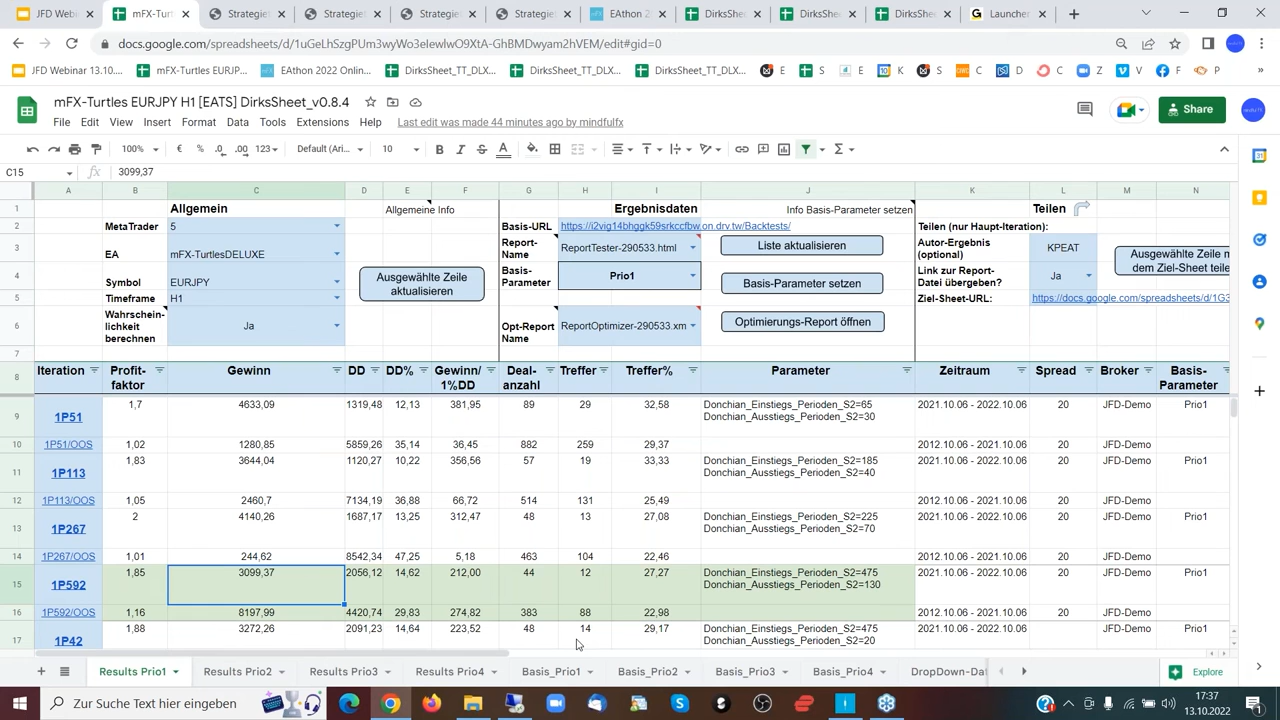 JFD Webin mFX-Tur Strategiel Strategiel Strategiel Strategiel EAthon 2 DirksShe DirksShe DirksShe Launcher
docs.google.com/spreadsheets/d/1uGeLhSzgPUm3wyWo3eIewlwO9XtA-GhBM0wyam2hVEM/edit#gid=0
JFD Webinar 13.10.... mFX-Turtles EURJP... EAthon 2022 Onlin... DirksSheet_TT_DLX... DirksSheet_TT_DLX... DirksSheet_TT_DLX... E S E K S C D C Z V F P »
mFX-Turtles EURJPY H1 [EATS] DirksSheet_v0.8.4
File Edit View Insert Format Data Tools Extensions Help Last edit was made 44 minutes ago by mindfulfx
Share
100% € % .0 .00 123 Default (Ari... 10 B I S A
C15 fx 3099,37
A B C D E F G H I J K L M N
1 Allgemein Allgemeine Info Ergebnisdaten Info Basis-Parameter setzen Teilen
2 MetaTrader 5 Basis-URL https://i2vig14bhggk59srkccfbw.on.drv.tw/Backtests/ Teilen (nur Haupt-Iteration):
3 EA mFX-TurtlesDELUXE Report-Name ReportTester-290533.html Liste aktualisieren Autor-Ergebnis (optional) KPEAT Ausgewählte Zeile m
dem Ziel-Sheet teile
4 Symbol EURJPY Ausgewählte Zeile aktualisieren Basis-Parameter Prio1 Basis-Parameter setzen Link zur Report-Datei übergeben? Ja
5 Timeframe H1 Ziel-Sheet-URL: https://docs.google.com/spreadsheets/d/1G3
6 Wahrschein-lichkeit berechnen Ja Opt-Report Name ReportOptimizer-290533.xm Optimierungs-Report öffnen
7
8 Iteration Profit-faktor Gewinn DD DD% Gewinn/1%DD Deal-anzahl Treffer Treffer% Parameter Zeitraum Spread Broker Basis-Parameter
9 1P51 1,7 4633,09 1319,48 12,13 381,95 89 29 32,58 Donchian_Einstiegs_Perioden_S2=65 2021.10.06 - 2022.10.06 20 JFD-Demo Prio1
Donchian_Ausstiegs_Perioden_S2=30
10 1P51/OOS 1,02 1280,85 5859,26 35,14 36,45 882 259 29,37 2012.10.06 - 2021.10.06 20 JFD-Demo
11 1P113 1,83 3644,04 1120,27 10,22 356,56 57 19 33,33 Donchian_Einstiegs_Perioden_S2=185 2021.10.06 - 2022.10.06 20 JFD-Demo Prio1
Donchian_Ausstiegs_Perioden_S2=40
12 1P113/OOS 1,05 2460,7 7134,19 36,88 66,72 514 131 25,49 2012.10.06 - 2021.10.06 20 JFD-Demo
13 1P267 2 4140,26 1687,17 13,25 312,47 48 13 27,08 Donchian_Einstiegs_Perioden_S2=225 2021.10.06 - 2022.10.06 20 JFD-Demo Prio1
Donchian_Ausstiegs_Perioden_S2=70
14 1P267/OOS 1,01 244,62 8542,34 47,25 5,18 463 104 22,46 2012.10.06 - 2021.10.06 20 JFD-Demo
15 1P592 1,85 3099,37 2056,12 14,62 212,00 44 12 27,27 Donchian_Einstiegs_Perioden_S2=475 2021.10.06 - 2022.10.06 20 JFD-Demo Prio1
Donchian_Ausstiegs_Perioden_S2=130
16 1P592/OOS 1,16 8197,99 4420,74 29,83 274,82 383 88 22,98 2012.10.06 - 2021.10.06 20 JFD-Demo
17 1P42 1,88 3272,26 2091,23 14,64 223,52 48 14 29,17 Donchian_Einstiegs_Perioden_S2=475 2021.10.06 - 2022.10.06 20 JFD-Demo Prio1
Donchian_Ausstiegs_Perioden_S2=20
Results Prio1 Results Prio2 Results Prio3 Results Prio4 Basis_Prio1 Basis_Prio2 Basis_Prio3 Basis_Prio4 DropDown-Dat Explore
Zur Suche Text hier eingeben 17:37
13.10.2022